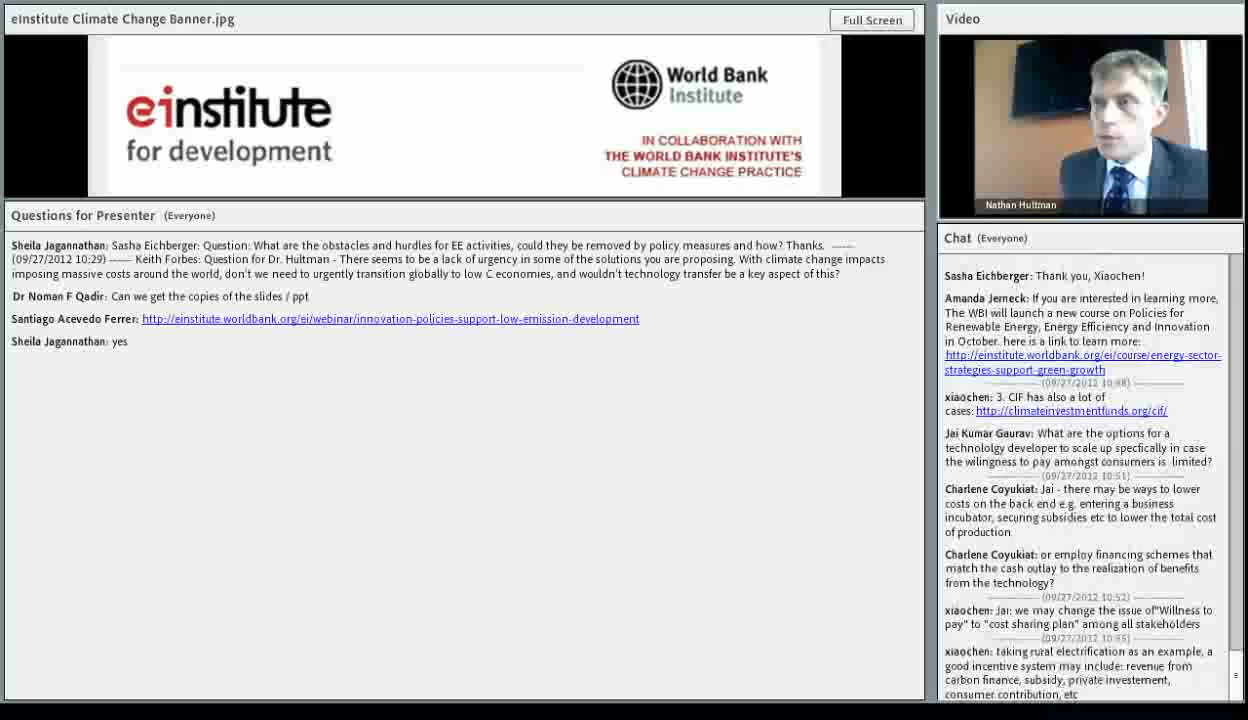 eInstitute Climate Change Banner.jpg
Full Screen
einstitute
for development
World Bank
Institute
IN COLLABORATION WITH
THE WORLD BANK INSTITUTE'S
CLIMATE CHANGE PRACTICE
Questions for Presenter (Everyone)
Sheila Jagannathan: Sasha Eichberger: Question: What are the obstacles and hurdles for EE activities, could they be removed by policy measures and how? Thanks. -----
(09/27/2012 10:29) ----- Keith Forbes: Question for Dr. Hultman - There seems to be a lack of urgency in some of the solutions you are proposing. With climate change impacts
imposing massive costs around the world, don't we need to urgently transition globally to low C economies, and wouldn't technology transfer be a key aspect of this?
Dr Noman F Qadir: Can we get the copies of the slides / ppt
Santiago Acevedo Ferrer: http://einstitute.worldbank.org/ei/webinar/innovation-policies-support-low-emission-development
Sheila Jagannathan: yes
Video
Nathan Hultman
Chat (Everyone)
Sasha Eichberger: Thank you, Xiaochen!
Amanda Jerneck: If you are interested in learning more,
The WBI will launch a new course on Policies for
Renewable Energy, Energy Efficiency and Innovation
in October. here is a link to learn more:
http://einstitute.worldbank.org/ei/course/energy-sector-
strategies-support-green-growth
(09/27/2012 10:48)
xiaochen: 3. CIF has also a lot of
cases: http://climateinvestmentfunds.org/cif/
Jai Kumar Gaurav: What are the options for a
technololgy developer to scale up specfically in case
the wilingness to pay amongst consumers is limited?
(09/27/2012 10:51)
Charlene Coyukiat: Jai - there may be ways to lower
costs on the back end e.g. entering a business
incubator, securing subsidies etc to lower the total cost
of production
Charlene Coyukiat: or employ financing schemes that
match the cash outlay to the realization of benefits
from the technology?
(09/27/2012 10:52)
xiaochen: Jai: we may change the issue of"Willness to
pay" to "cost sharing plan" among all stakeholders
(09/27/2012 10:55)
xiaochen: taking rural electrification as an example, a
good incentive system may include: revenue from
carbon finance, subsidy, private investement,
consumer contribution, etc